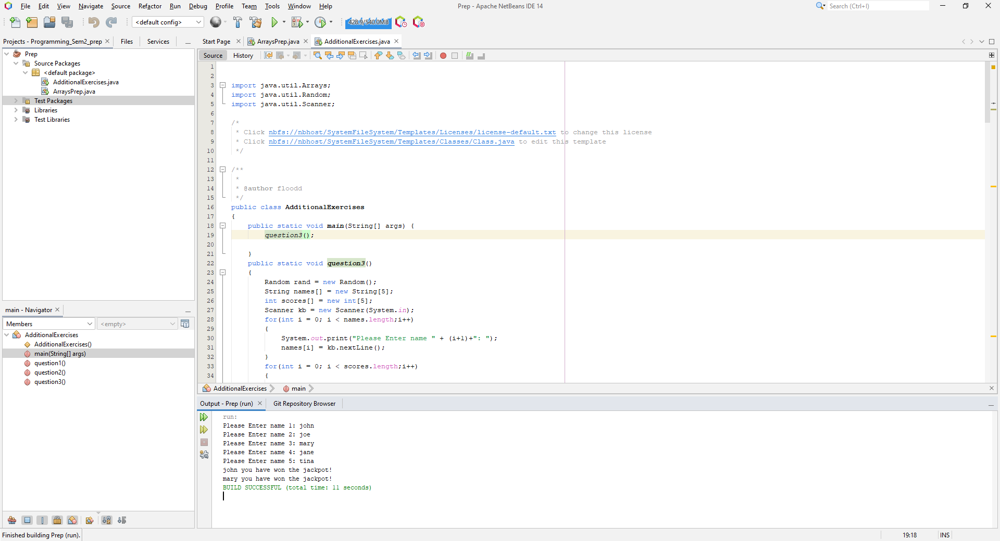 File Edit View Navigate Source Refactor Run Debug Profile Team Tools Window Help Prep - Apache NetBeans IDE 14 Search (Ctrl+I)
<default config> 428.9/540.0MB
Projects - Programming_Sem2_prep Files Services
Prep
Source Packages
<default package>
AdditionalExercises.java
ArraysPrep.java
Test Packages
Libraries
Test Libraries
main - Navigator
Members <empty>
AdditionalExercises
AdditionalExercises()
main(String[] args)
question1()
question2()
question3()
Start Page ArraysPrep.java AdditionalExercises.java
Source History
1
2
3 import java.util.Arrays;
4 import java.util.Random;
5 import java.util.Scanner;
6
7 /*
8 * Click nbfs://nbhost/SystemFileSystem/Templates/Licenses/license-default.txt to change this license
9 * Click nbfs://nbhost/SystemFileSystem/Templates/Classes/Class.java to edit this template
10 */
11
12 /**
13 *
14 * @author floodd
15 */
16 public class AdditionalExercises
17 {
18 public static void main(String[] args) {
19 question3();
20
21 }
22 public static void question3()
23 {
24 Random rand = new Random();
25 String names[] = new String[5];
26 int scores[] = new int[5];
27 Scanner kb = new Scanner(System.in);
28 for(int i = 0; i < names.length;i++)
29 {
30 System.out.print("Please Enter name " + (i+1)+": ");
31 names[i] = kb.nextLine();
32 }
33 for(int i = 0; i < scores.length;i++)
34 {
AdditionalExercises main
Output - Prep (run) Git Repository Browser
run:
Please Enter name 1: john
Please Enter name 2: joe
Please Enter name 3: mary
Please Enter name 4: jane
Please Enter name 5: tina
john you have won the jackpot!
mary you have won the jackpot!
BUILD SUCCESSFUL (total time: 11 seconds)
Finished building Prep (run). 19:18 INS